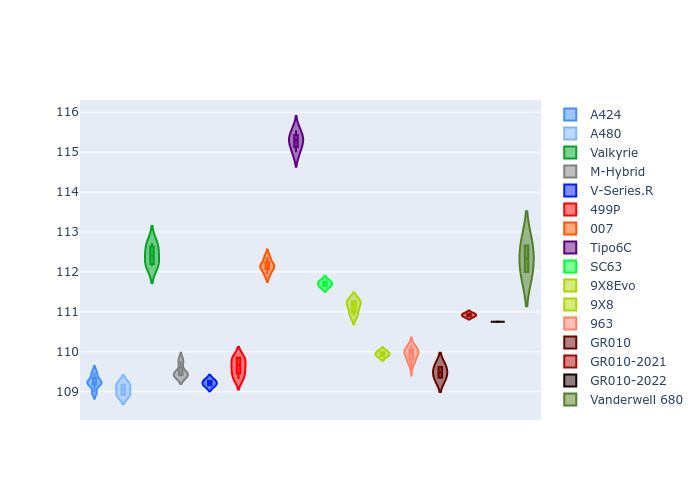 116
115
114
113
112
111
110
109
A424
A480
Valkyrie
M-Hybrid
V-Series.R
499P
007
Tipo6C
SC63
9X8Evo
9X8
963
GR010
GR010-2021
GR010-2022
Vanderwell 680